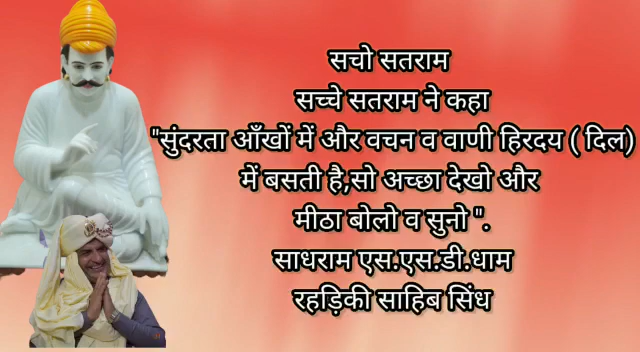 सचो सतराम
सच्चे सतराम ने कहा
"सुंदरता आँखों में और वचन व वाणी हिरदय ( दिल)
में बसती है,सो अच्छा देखो और
मीठा बोलो व सुनो ".
साधराम एस.एस.डी.धाम
रहड़िकी साहिब सिंध